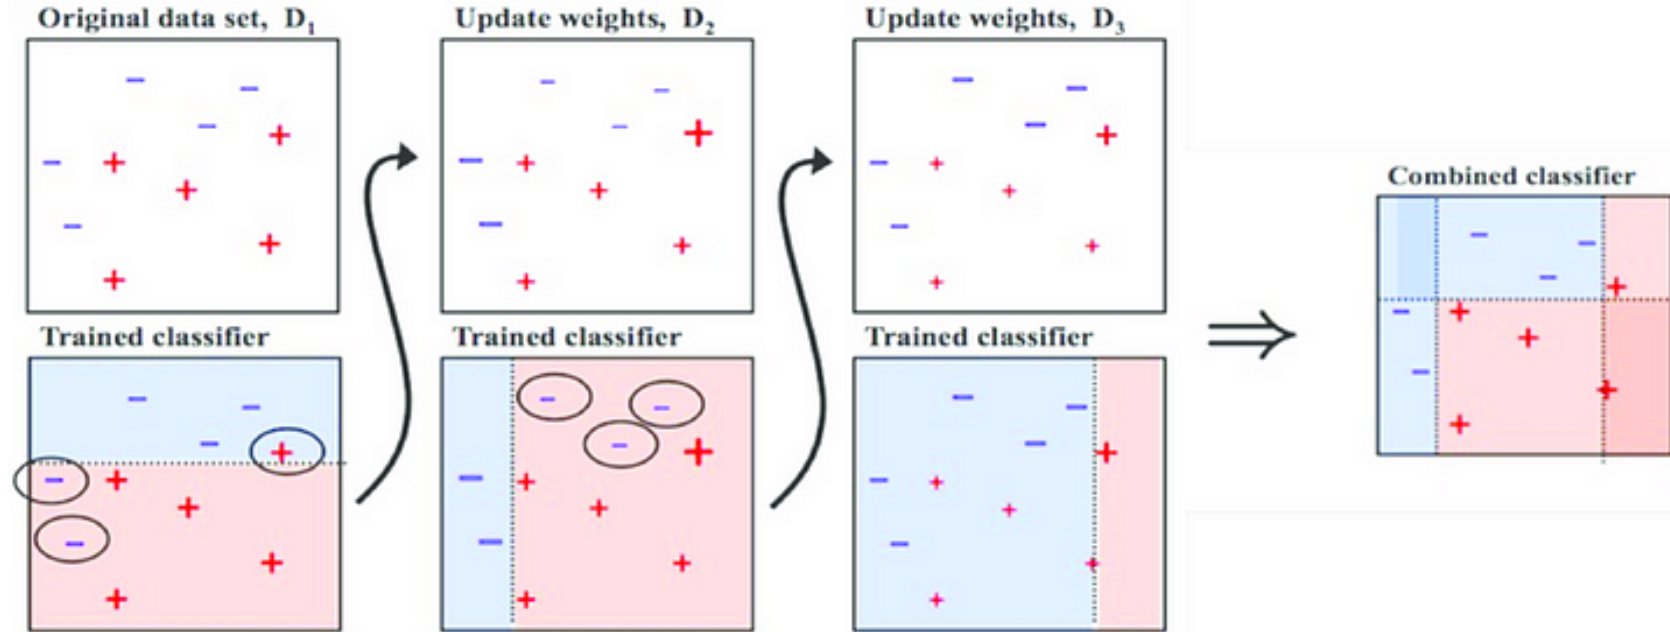 Original data set, D₁
Update weights, D₂
Update weights, D₃
Trained classifier
Trained classifier
Trained classifier
Combined classifier